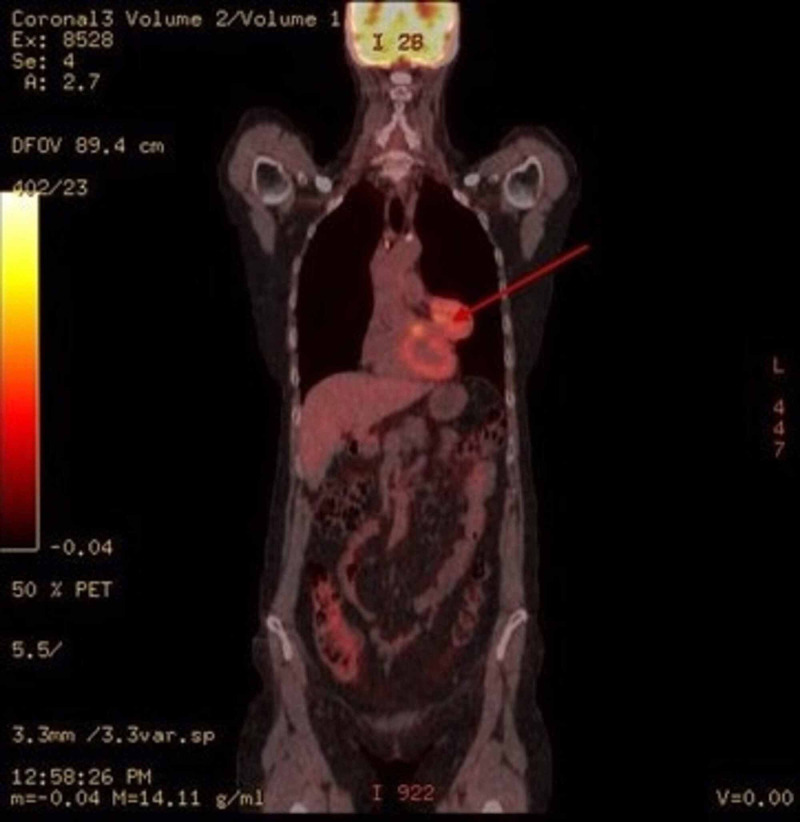 Coronal3 Volume 2/Volume 1
Ex: 8528
Se: 4
A: 2.7
I 28
DFOV 89.4 cm
402/23
L
4
4
7
-0.04
50 % PET
5.5/
3.3mm /3.3var.sp
12:58:26 PM
m=-0.04 M=14.11 g/ml
I 922
V=0.00